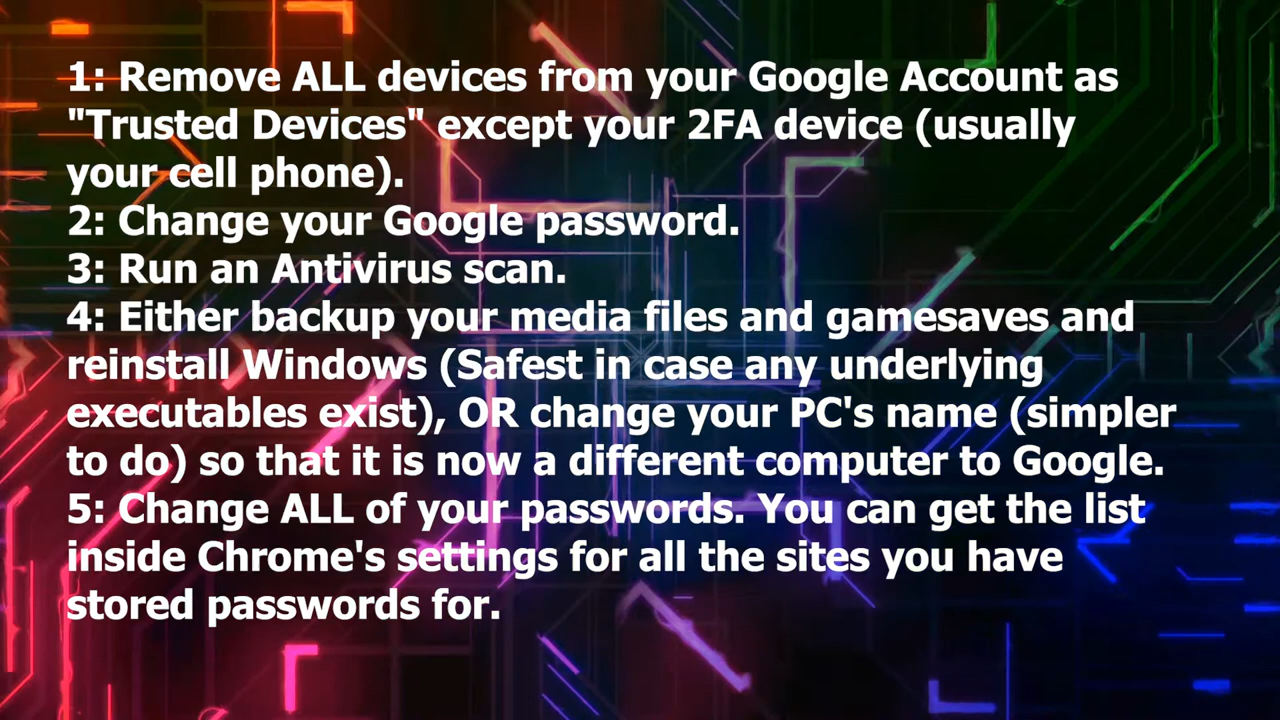 1: Remove ALL devices from your Google Account as
"Trusted Devices" except your 2FA device (usually
your cell phone).
2: Change your Google password.
3: Run an Antivirus scan.
4: Either backup your media files and gamesaves and
reinstall Windows (Safest in case any underlying
executables exist), OR change your PC's name (simpler
to do) so that it is now a different computer to Google.
5: Change ALL of your passwords. You can get the list
inside Chrome's settings for all the sites you have
stored passwords for.